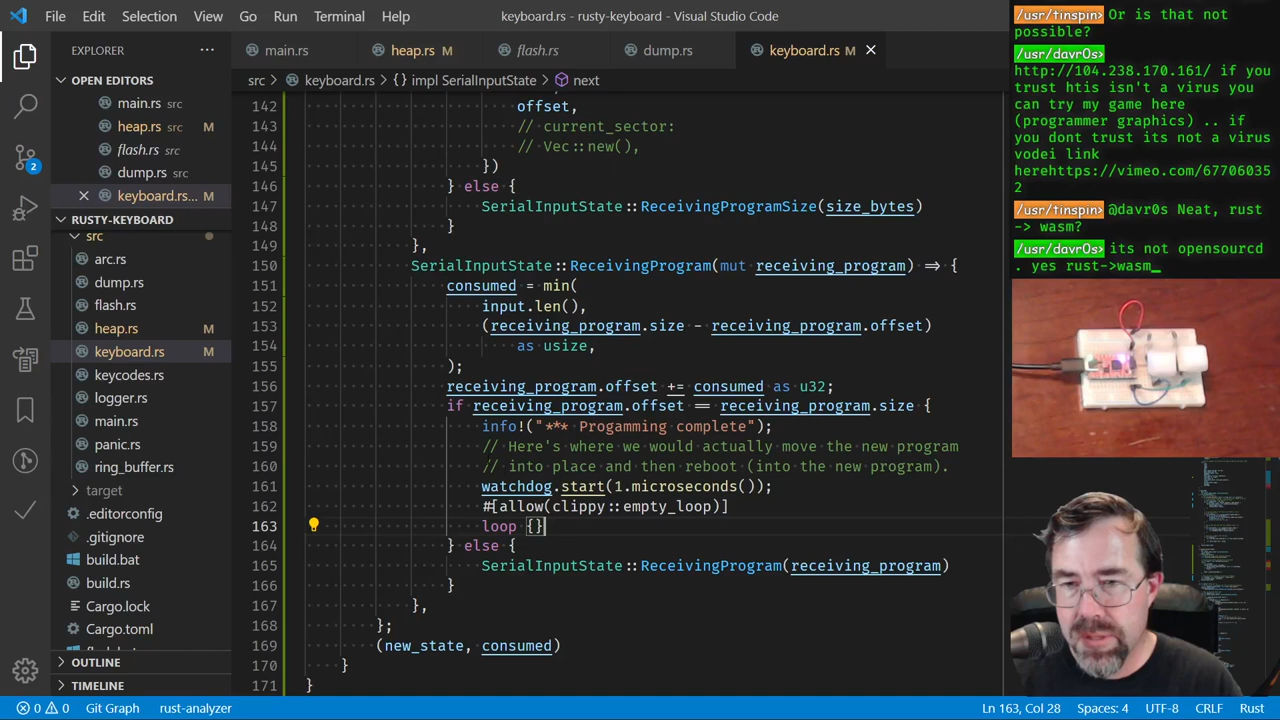 File Edit Selection View Go Run Terminal Help
keyboard.rs - rusty-keyboard - Visual Studio Code
EXPLORER
OPEN EDITORS
main.rs src
heap.rs src M
flash.rs src
dump.rs src
keyboard.rs... M
RUSTY-KEYBOARD
src
arc.rs
dump.rs
flash.rs
heap.rs M
keyboard.rs M
keycodes.rs
logger.rs
main.rs
panic.rs
ring_buffer.rs
target
.editorconfig
.gitignore
build.bat
build.rs
Cargo.lock
Cargo.toml
OUTLINE
TIMELINE
2
main.rs heap.rs M flash.rs dump.rs keyboard.rs M
src > keyboard.rs > {} impl SerialInputState > next
142 offset,
143 // current_sector:
144 // Vec::new(),
145 })
146 } else {
147 SerialInputState::ReceivingProgramSize(size_bytes)
148 }
149 },
150 SerialInputState::ReceivingProgram(mut receiving_program) => {
151 consumed = min(
152 input.len(),
153 (receiving_program.size - receiving_program.offset)
154 as usize,
155 );
156 receiving_program.offset += consumed as u32;
157 if receiving_program.offset == receiving_program.size {
158 info!("*** Progamming complete");
159 // Here's where we would actually move the new program
160 // into place and then reboot (into the new program).
161 watchdog.start(1.microseconds());
162 #[allow(clippy::empty_loop)]
163 loop {}
164 } else {
165 SerialInputState::ReceivingProgram(receiving_program)
166 }
167 },
168 };
169 (new_state, consumed)
170 }
171 }
/usr/tinspin> Or is that not
possible?
/usr/davr0s>
http://104.238.170.161/ if you
trust htis isn't a virus you
can try my game here
(programmer graphics) .. if
you dont trust its not a virus
vodei link
herehttps://vimeo.com/67706035
2
/usr/tinspin> @davr0s Neat, rust
-> wasm?
/usr/davr0s> its not opensourcd
. yes rust->wasm_
0 0 Git Graph rust-analyzer Ln 163, Col 28 Spaces: 4 UTF-8 CRLF Rust